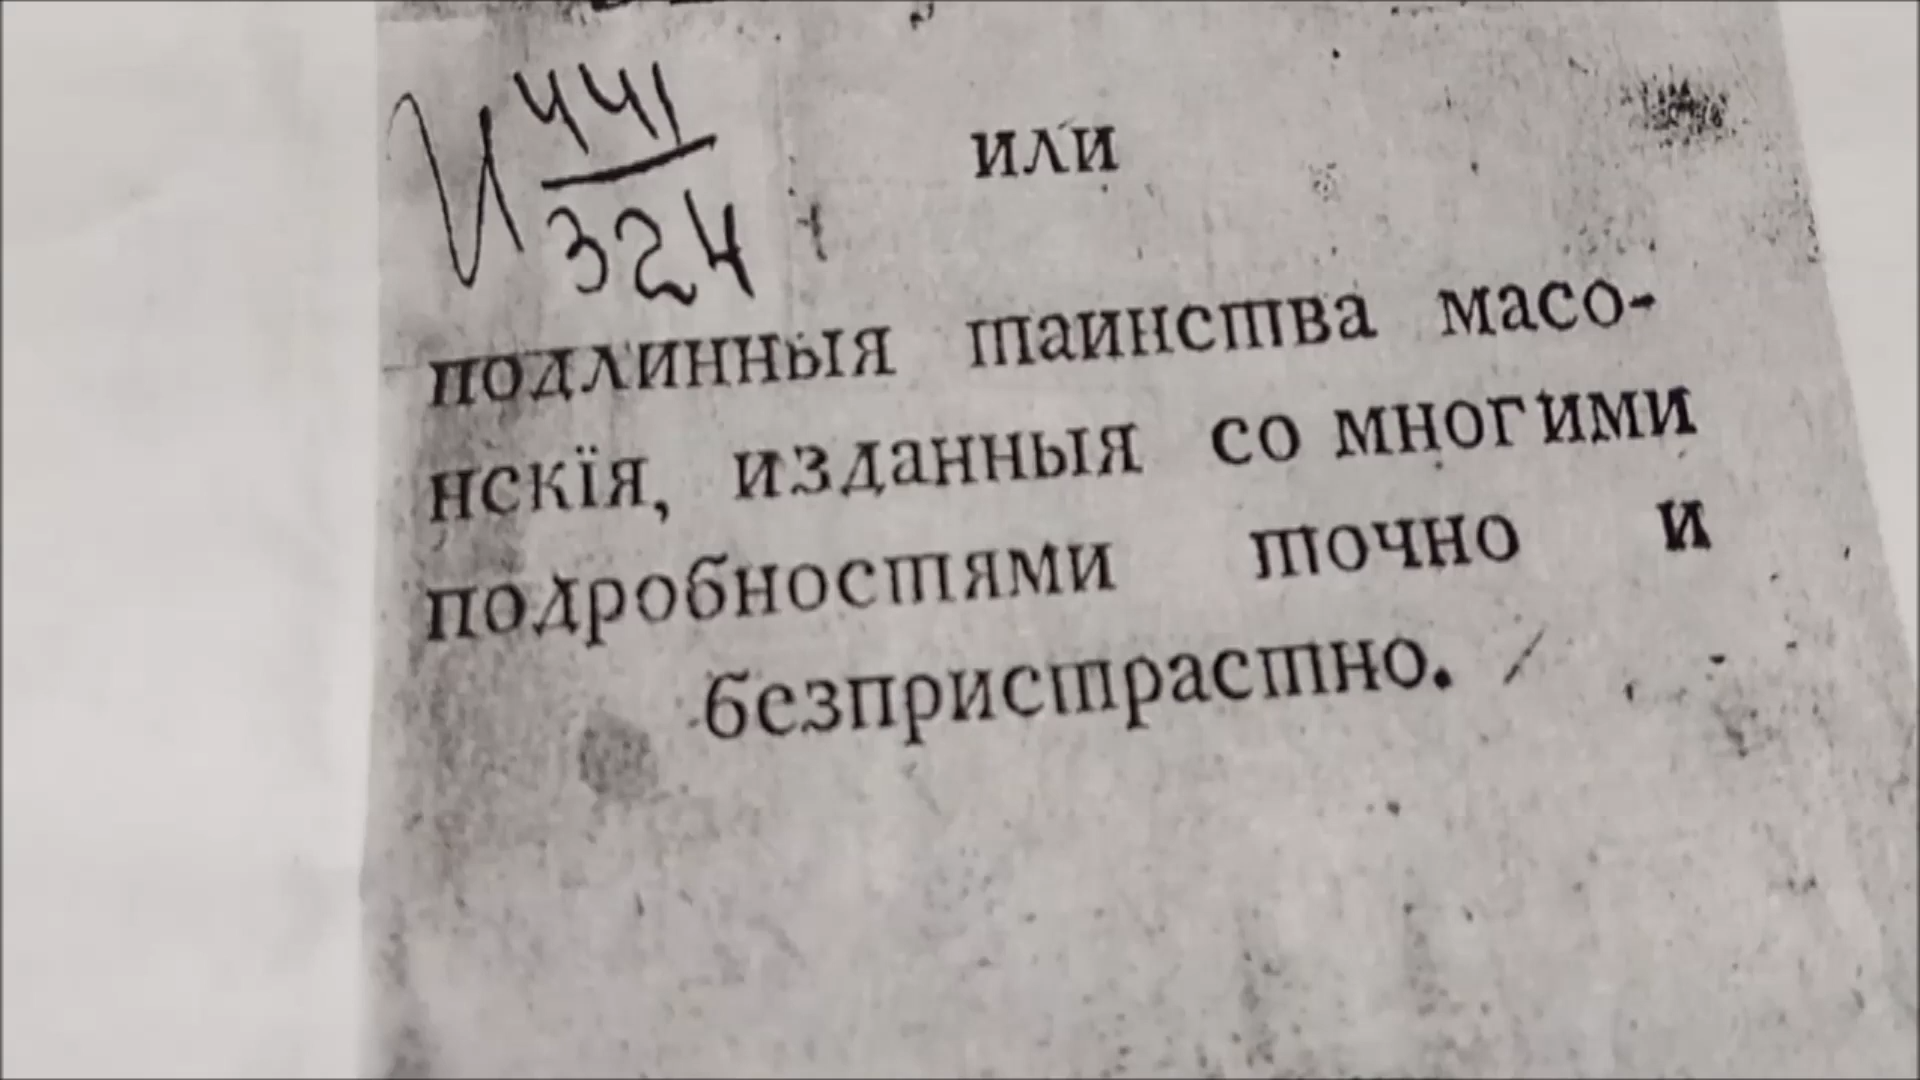 И 441
324
или
подлинныя таинства масо-
нскїя, изданныя со многими
подробностями точно и
безпристрастно.